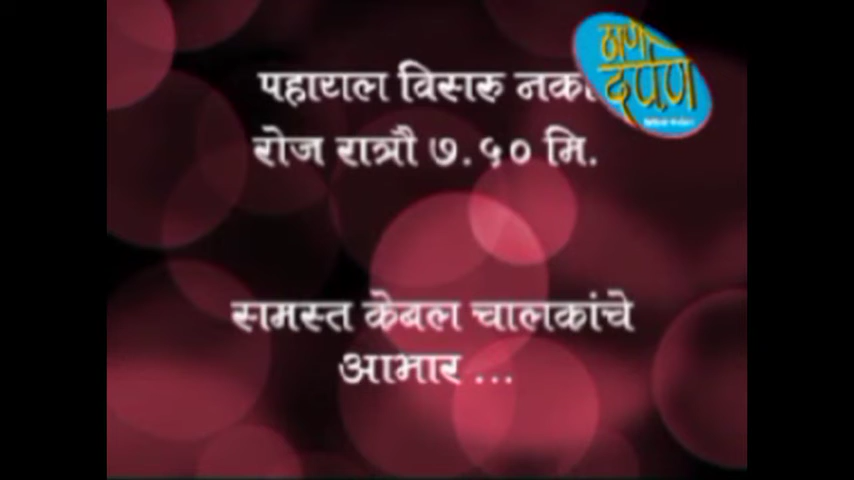 पहायल विसरू नका
रोज रात्रौ ७.५० मि.
समस्त केबल चालकांचे
आभार ...
ठाणे
दर्पण